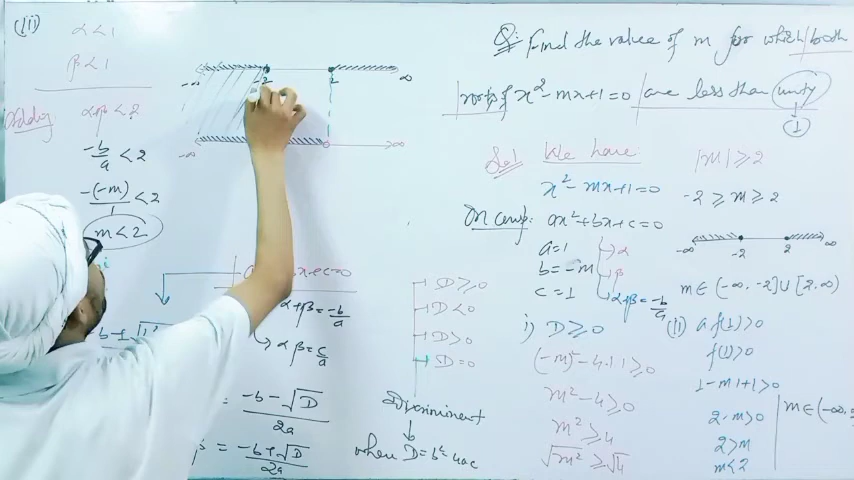 (iii)
α < 1
β < 1
Adding α+β < 2
-b/a < 2
-(-m)/1 < 2
m < 2
-∞ -2 2 ∞
-∞ ∞
α+β = -b/a
αβ = c/a
= -b - √D / 2a
= -b + √D / 2a
D ≥ 0
D < 0
D > 0
D = 0
Discriminent
when D = b² - 4ac
Q: Find the value of m for which both
roots of x² - mx + 1 = 0 are less than unity
(1)
Sol We have:
x² - mx + 1 = 0
On comp: ax² + bx + c = 0
a = 1
b = -m
c = 1
α
β
α+β = -b/a
i) D ≥ 0
(-m)² - 4.1.1 ≥ 0
m² - 4 ≥ 0
m² ≥ 4
√m² ≥ √4
|m| ≥ 2
-2 ≥ m ≥ 2
-∞ -2 2 ∞
m ∈ (-∞, -2] ∪ [2, ∞)
(ii) a f(1) > 0
f(1) > 0
1 - m + 1 > 0
2 - m > 0
2 > m
m < 2
m ∈ (-∞,